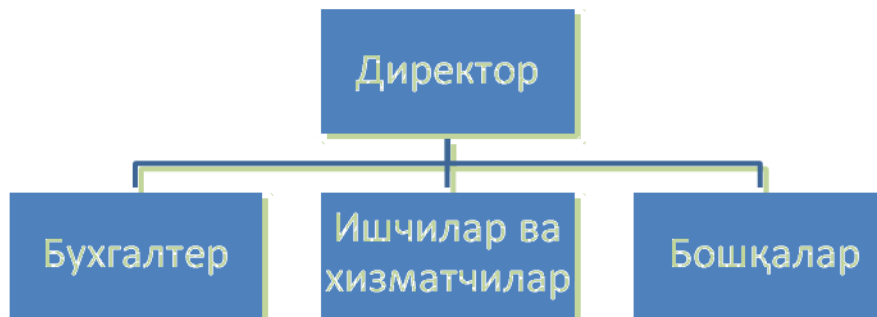 Директор
Бухгалтер
Ишчилар ва
хизматчилар
Бошқалар